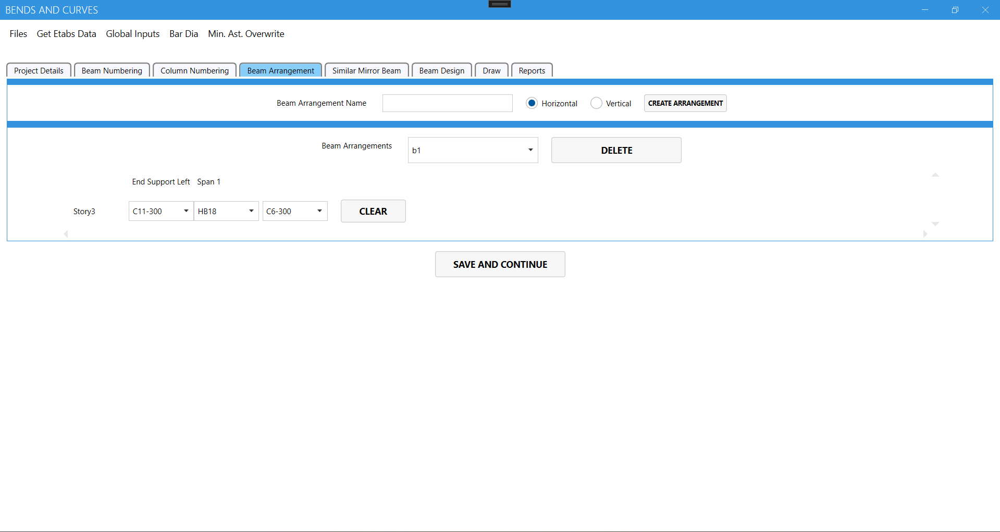 BENDS AND CURVES
Files Get Etabs Data Global Inputs Bar Dia Min. Ast. Overwrite
Project Details Beam Numbering Column Numbering Beam Arrangement Similar Mirror Beam Beam Design Draw Reports
Beam Arrangement Name Horizontal Vertical CREATE ARRANGEMENT
Beam Arrangements b1 DELETE
End Support Left Span 1
Story3 C11-300 HB18 C6-300 CLEAR
SAVE AND CONTINUE